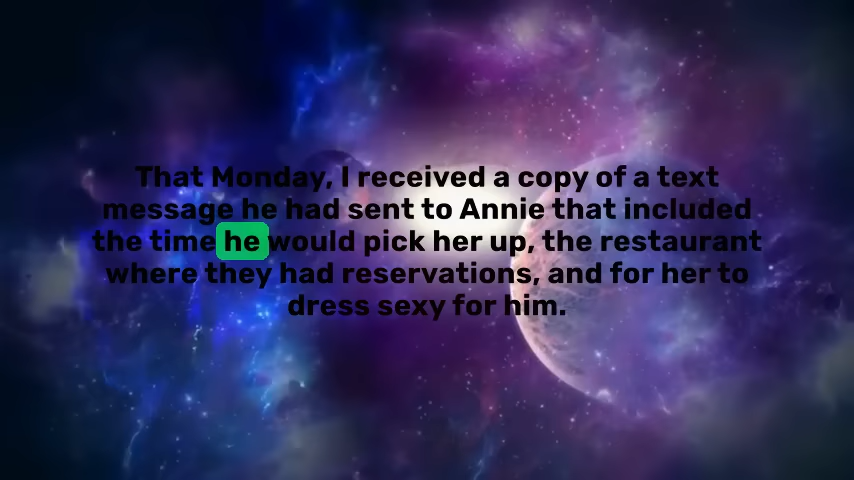 That Monday, I received a copy of a text
message he had sent to Annie that included
the time he would pick her up, the restaurant
where they had reservations, and for her to
dress sexy for him.